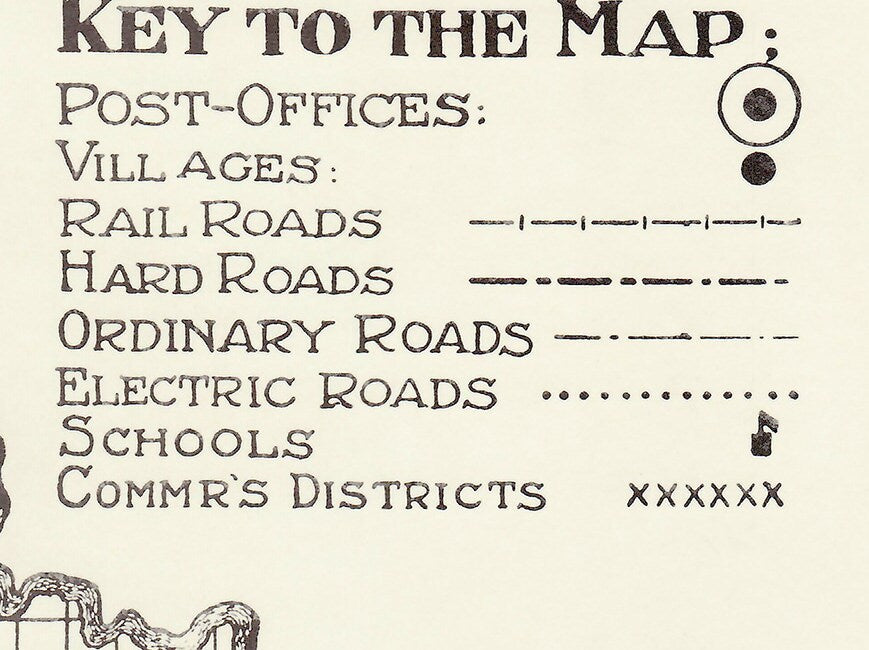 KEY TO THE MAP;
POST-OFFICES:
VILLAGES:
RAIL ROADS
HARD ROADS
ORDINARY ROADS
ELECTRIC ROADS
SCHOOLS
COMMR'S DISTRICTS xxxxxx